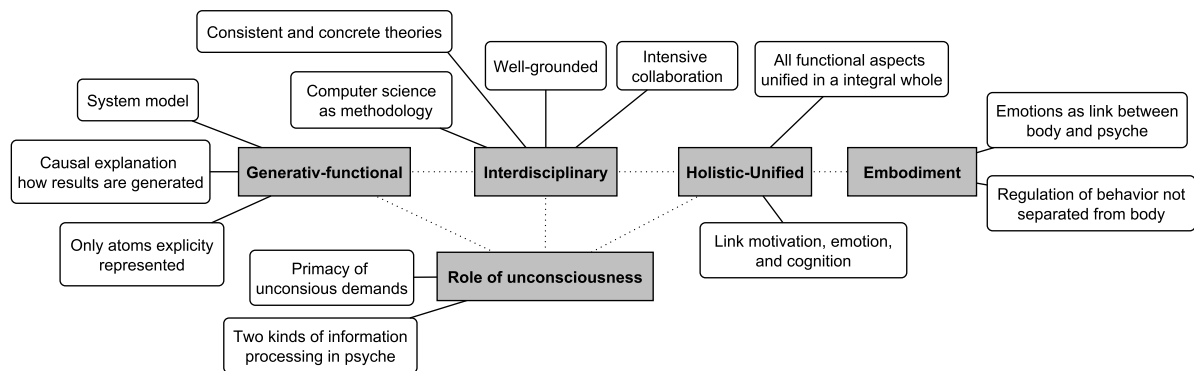 Consistent and concrete theories
Well-grounded
Intensive
collaboration
All functional aspects
unified in a integral whole
System model
Computer science
as methodology
Emotions as link between
body and psyche
Causal explanation
how results are generated
Generativ-functional
Interdisciplinary
Holistic-Unified
Embodiment
Regulation of behavior not
separated from body
Only atoms explicity
represented
Primacy of
unconsious demands
Role of unconsciousness
Link motivation, emotion,
and cognition
Two kinds of information
processing in psyche